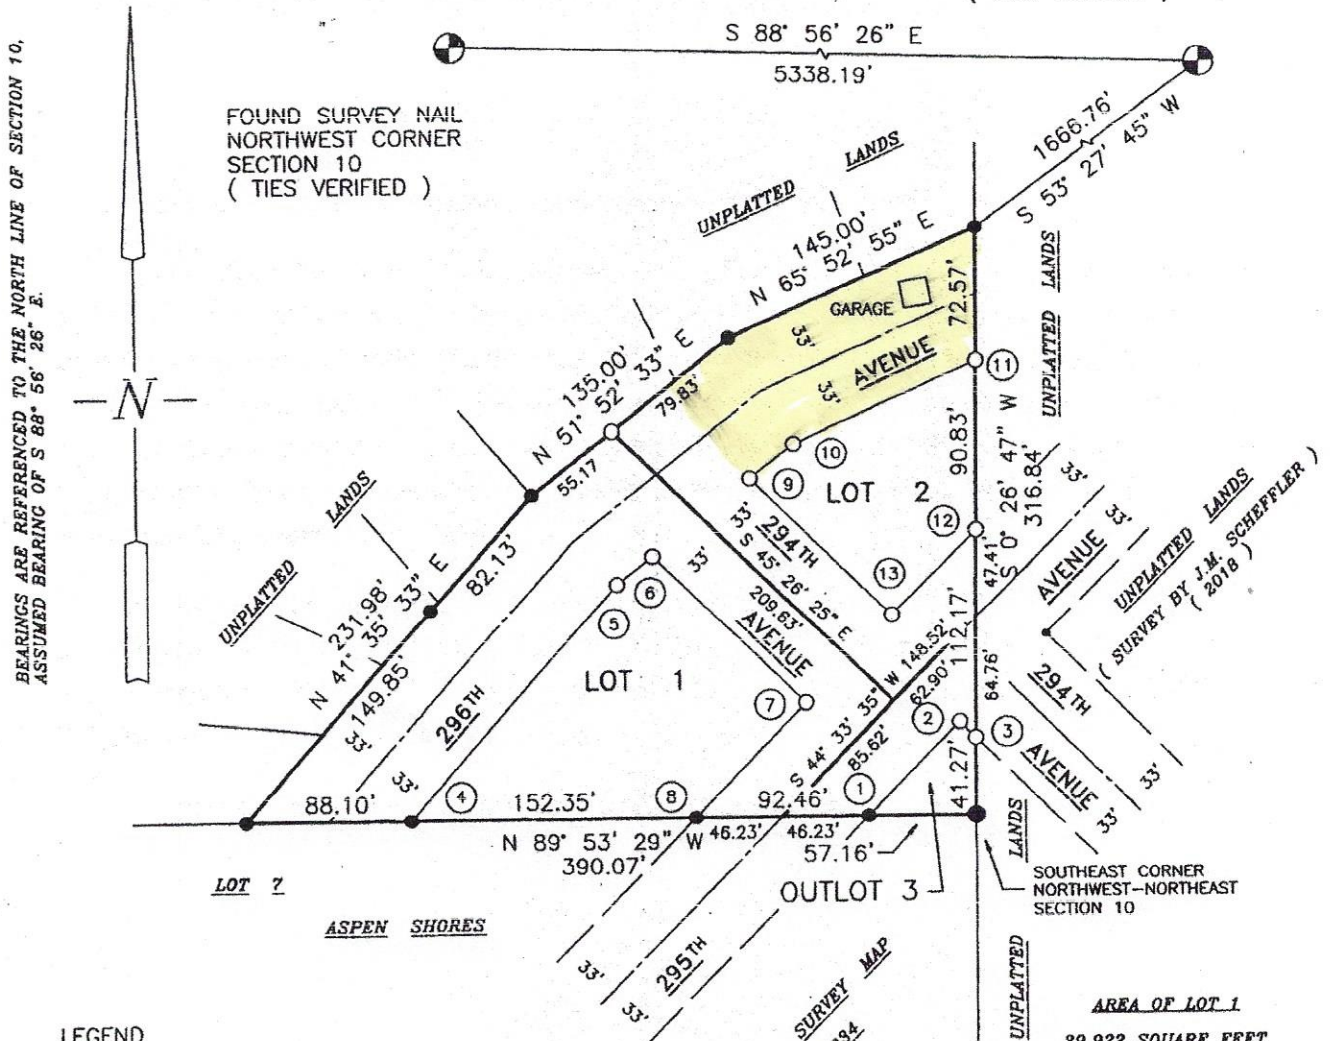 BEARINGS ARE REFERENCED TO THE NORTH LINE OF SECTION 10,
ASSUMED BEARING OF S 88° 56' 26" E.
N
S 88° 56' 26" E
5338.19'
FOUND SURVEY NAIL
NORTHWEST CORNER
SECTION 10
( TIES VERIFIED )
1666.76'
S 53° 27' 45" W
UNPLATTED LANDS
145.00'
N 65° 52' 55" E
GARAGE
72.57'
33'
AVENUE
33'
UNPLATTED LANDS
11
135.00'
N 51° 52' 33" E
79.83'
55.17
10
9
LOT 2
90.83'
S 0° 26' 47" W
316.84'
12
47.41'
13
33'
294TH
S 45° 26' 25" E
209.63'
33'
AVENUE
UNPLATTED LANDS
231.98'
N 41° 35' 33" E
82.13'
149.85'
33'
296TH
33'
6
5
LOT 1
7
33'
33'
AVENUE
UNPLATTED LANDS
( SURVEY BY J.M. SCHEFFLER )
( 2018 )
294TH
AVENUE
33'
33'
S 44° 33' 35" W 148.52'
62.90'
85.62'
112.17'
64.76'
2
3
41.27'
88.10'
4
152.35'
8
92.46'
1
N 89° 53' 29" W
390.07'
46.23'
46.23'
57.16'
OUTLOT 3
LANDS
UNPLATTED
SOUTHEAST CORNER
NORTHWEST-NORTHEAST
SECTION 10
LOT 7
ASPEN SHORES
33'
295TH
33'
SURVEY MAP
AREA OF LOT 1
LEGEND
39,922 SQUARE FEET